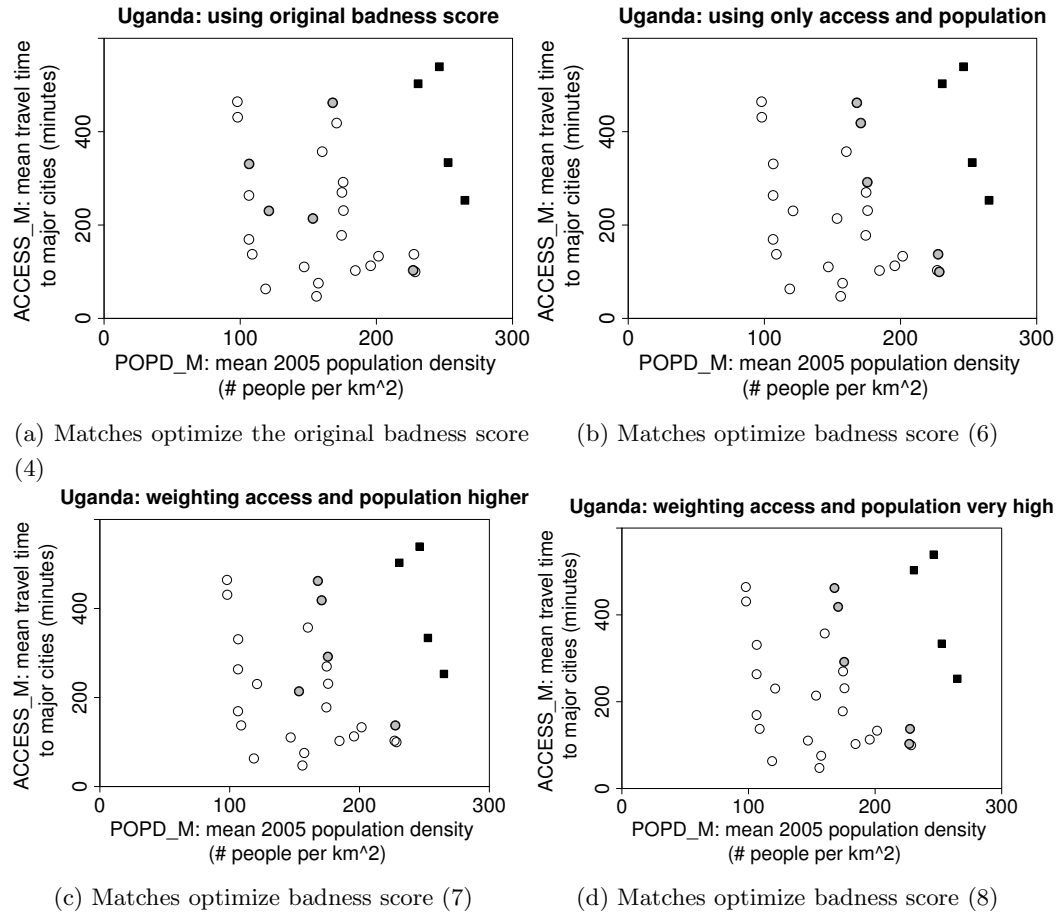 Uganda: using original badness score
ACCESS_M: mean travel time
to major cities (minutes)
0 200 400
0 100 200 300
POPD_M: mean 2005 population density
(# people per km^2)
(a) Matches optimize the original badness score
(4)
Uganda: using only access and population
ACCESS_M: mean travel time
to major cities (minutes)
0 200 400
0 100 200 300
POPD_M: mean 2005 population density
(# people per km^2)
(b) Matches optimize badness score (6)
Uganda: weighting access and population higher
ACCESS_M: mean travel time
to major cities (minutes)
0 200 400
0 100 200 300
POPD_M: mean 2005 population density
(# people per km^2)
(c) Matches optimize badness score (7)
Uganda: weighting access and population very high
ACCESS_M: mean travel time
to major cities (minutes)
0 200 400
0 100 200 300
POPD_M: mean 2005 population density
(# people per km^2)
(d) Matches optimize badness score (8)